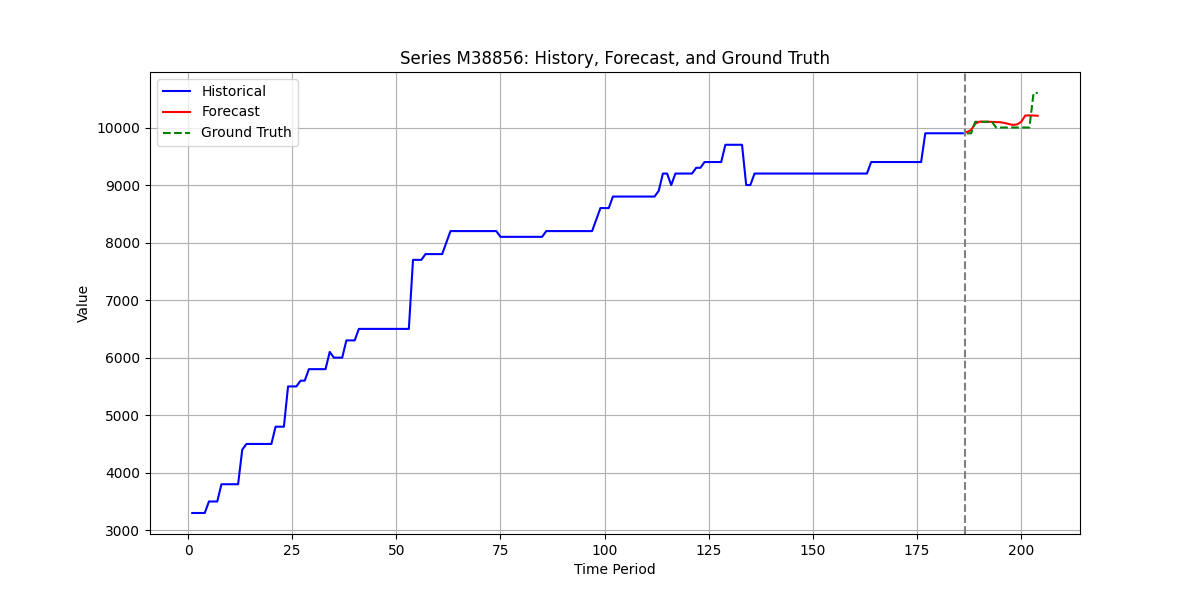 Series M38856: History, Forecast, and Ground Truth
Historical
Forecast
Ground Truth
10000
9000
8000
7000
6000
5000
4000
3000
Value
0 25 50 75 100 125 150 175 200
Time Period